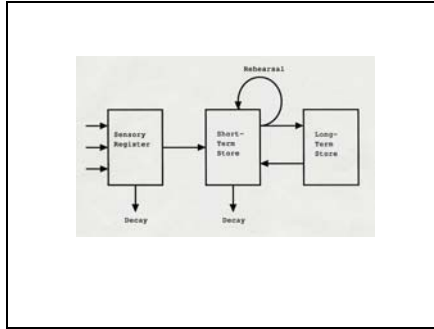 Rehearsal
Sensory
Register
Short-
Term
Store
Long-
Term
Store
Decay
Decay